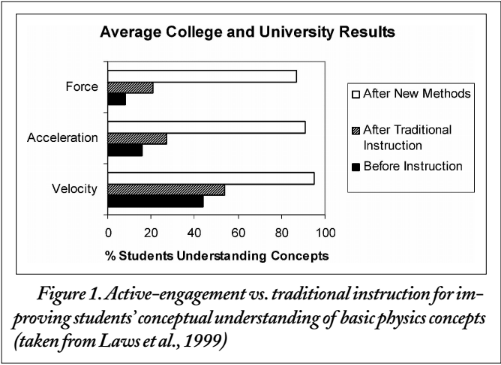 Average College and University Results
Force
Acceleration
Velocity
0 20 40 60 80 100
% Students Understanding Concepts
After New Methods
After Traditional
Instruction
Before Instruction
Figure 1. Active-engagement vs. traditional instruction for im-
proving students' conceptual understanding of basic physics concepts
(taken from Laws et al., 1999)